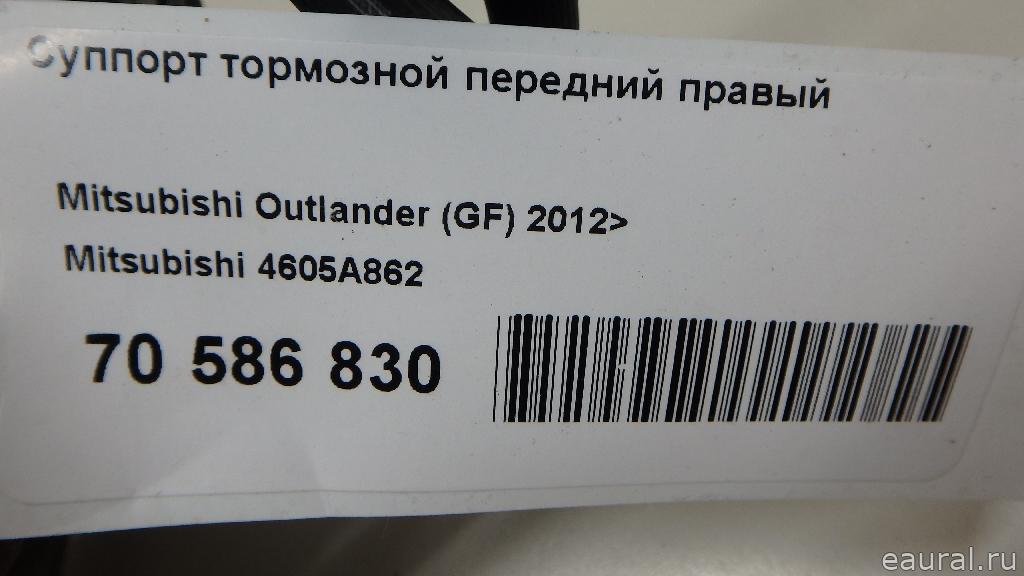 Суппорт тормозной передний правый
Mitsubishi Outlander (GF) 2012>
Mitsubishi 4605A862
70 586 830
eaural.ru